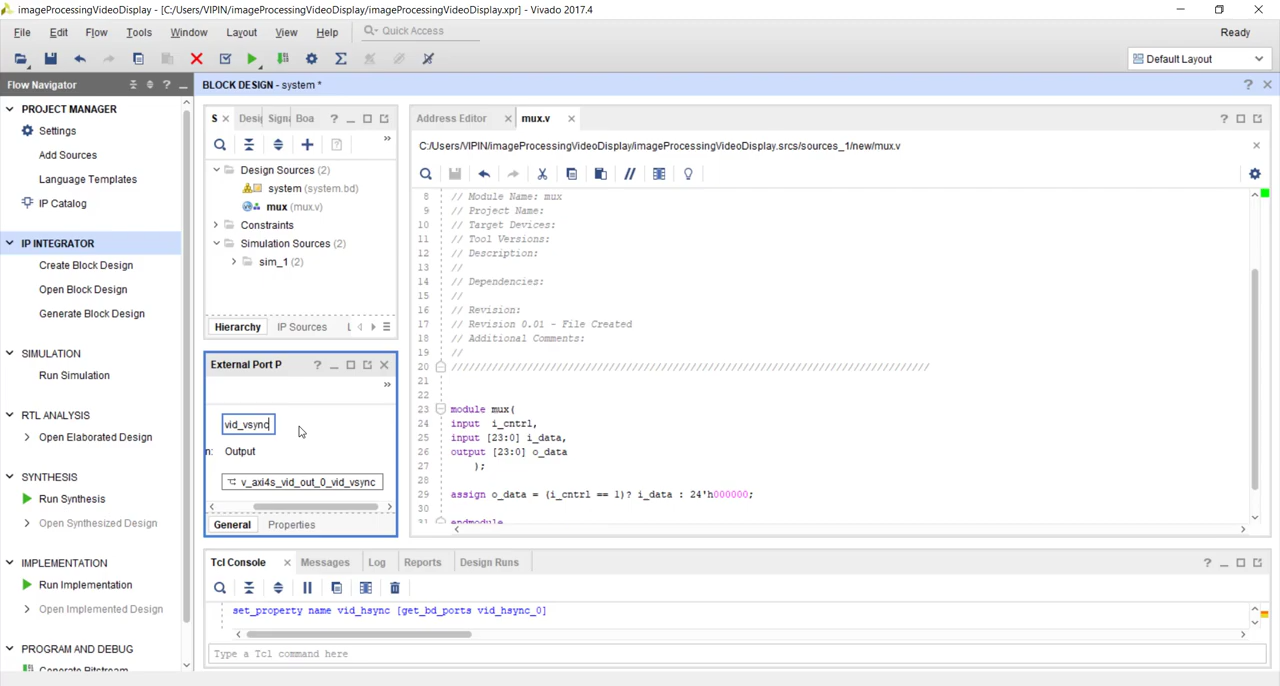 imageProcessingVideoDisplay - [C:/Users/VIPIN/imageProcessingVideoDisplay/imageProcessingVideoDisplay.xpr] - Vivado 2017.4
File Edit Flow Tools Window Layout View Help Quick Access Ready
Default Layout
Flow Navigator
BLOCK DESIGN - system *
PROJECT MANAGER
Settings
Add Sources
Language Templates
IP Catalog
IP INTEGRATOR
Create Block Design
Open Block Design
Generate Block Design
SIMULATION
Run Simulation
RTL ANALYSIS
Open Elaborated Design
SYNTHESIS
Run Synthesis
Open Synthesized Design
IMPLEMENTATION
Run Implementation
Open Implemented Design
PROGRAM AND DEBUG
Generate Bitstream
S Desig Signa Boa
Design Sources (2)
system (system.bd)
mux (mux.v)
Constraints
Simulation Sources (2)
sim_1 (2)
Hierarchy IP Sources L
External Port P
vid_vsync
n: Output
v_axi4s_vid_out_0_vid_vsync
General Properties
Address Editor mux.v
C:/Users/VIPIN/imageProcessingVideoDisplay/imageProcessingVideoDisplay.srcs/sources_1/new/mux.v
8 // Module Name: mux
9 // Project Name:
10 // Target Devices:
11 // Tool Versions:
12 // Description:
13 //
14 // Dependencies:
15 //
16 // Revision:
17 // Revision 0.01 - File Created
18 // Additional Comments:
19 //
20 //////////////////////////////////////////////////////////////////////////////////
21
22
23 module mux(
24 input i_cntrl,
25 input [23:0] i_data,
26 output [23:0] o_data
27 );
28
29 assign o_data = (i_cntrl == 1)? i_data : 24'h000000;
30
31 endmodule
Tcl Console Messages Log Reports Design Runs
set_property name vid_hsync [get_bd_ports vid_hsync_0]
Type a Tcl command here